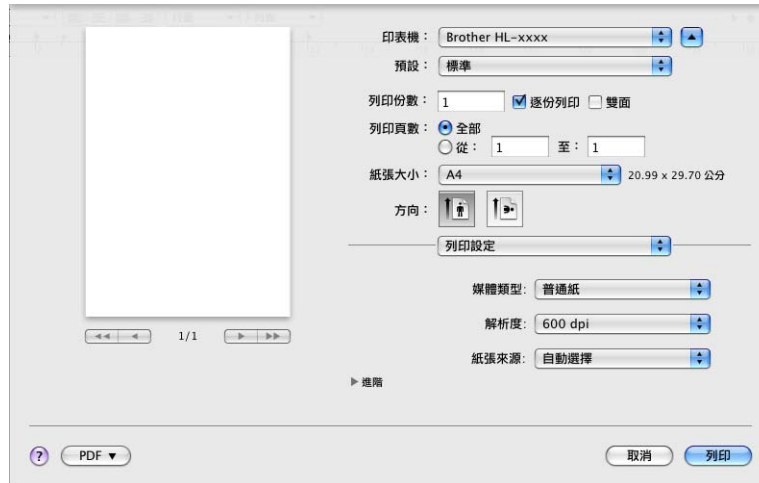 印表機： Brother HL-xxxx
預設： 標準
列印份數： 1 逐份列印 雙面
列印頁數： 全部
從： 1 至： 1
紙張大小： A4 20.99 x 29.70 公分
方向：
列印設定
媒體類型: 普通紙
解析度: 600 dpi
紙張來源: 自動選擇
進階
1/1
? PDF ▼ 取消 列印